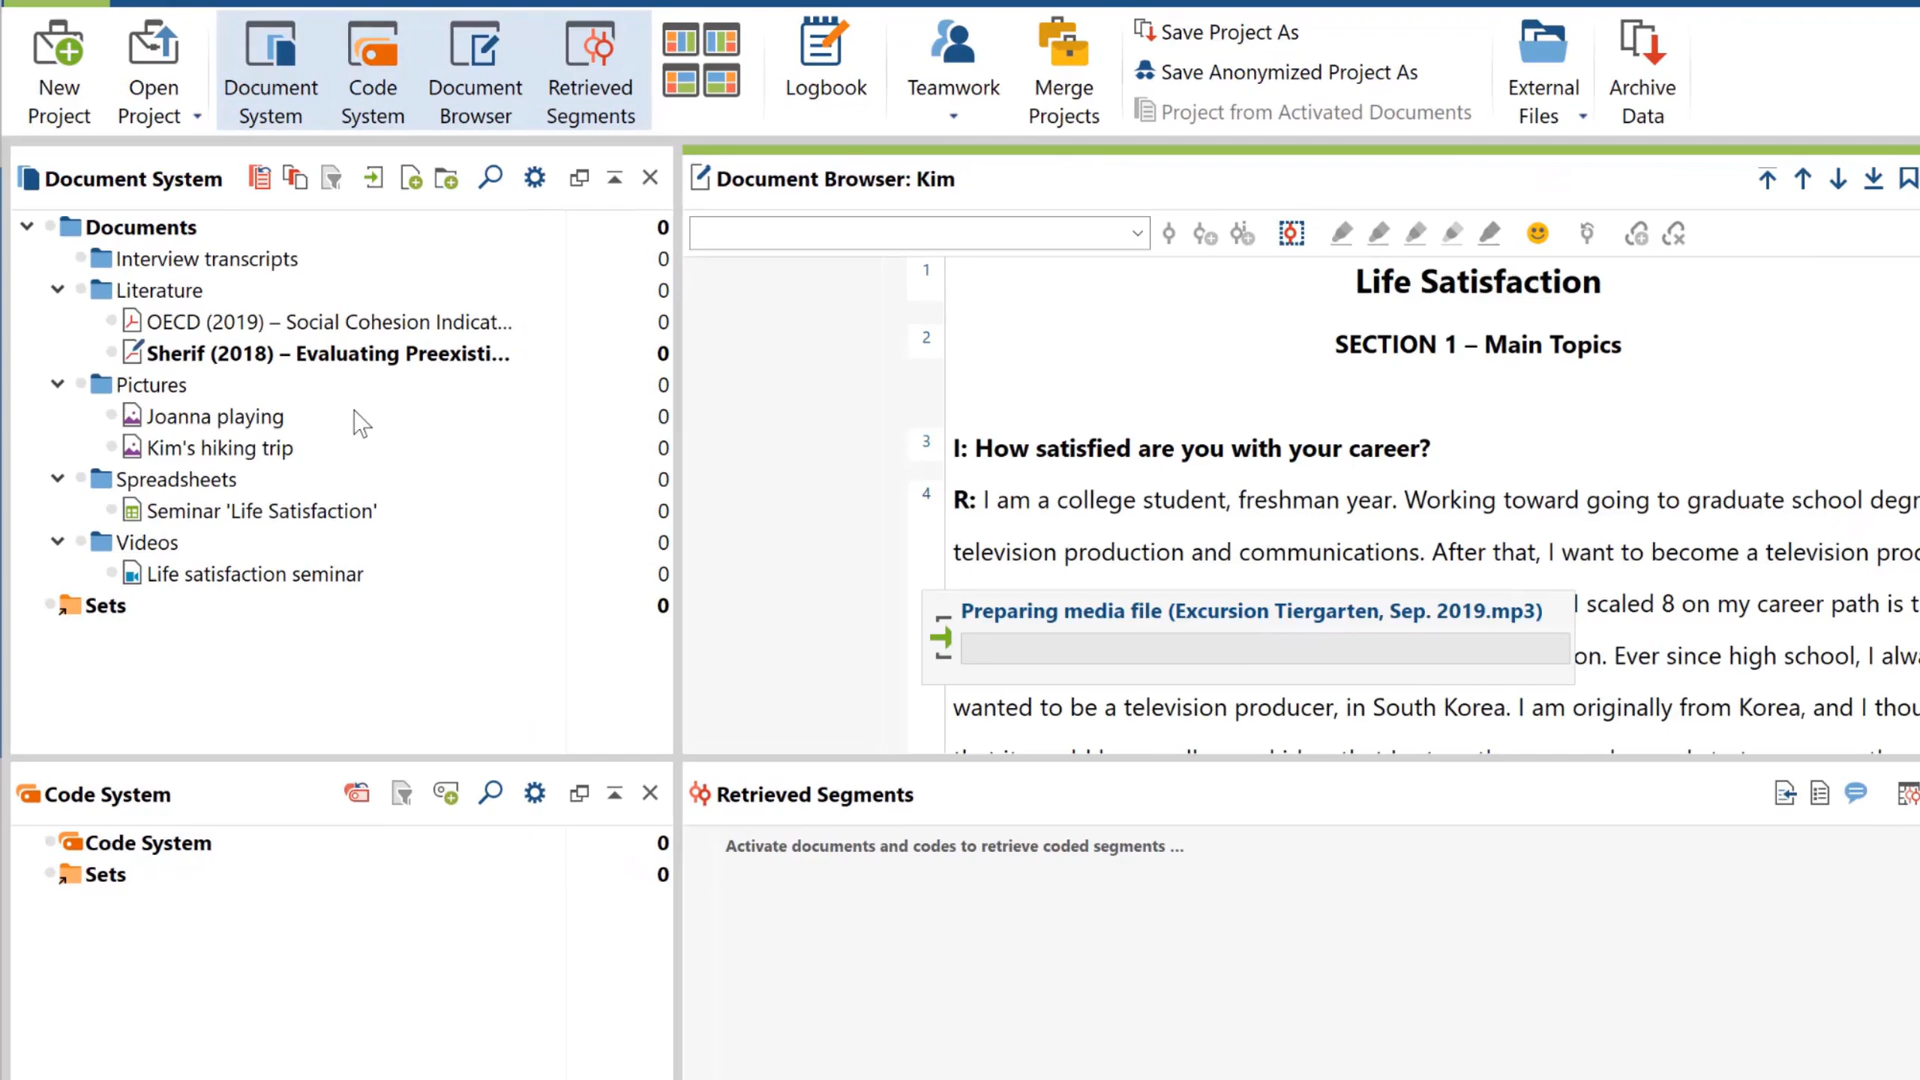 New Project
Open Project
Document System
Code System
Document Browser
Retrieved Segments
Logbook
Teamwork
Merge Projects
Save Project As
Save Anonymized Project As
Project from Activated Documents
External Files
Archive Data
Document System
Documents 0
Interview transcripts 0
Literature 0
OECD (2019) – Social Cohesion Indicat... 0
Sherif (2018) – Evaluating Preexisti... 0
Pictures 0
Joanna playing 0
Kim's hiking trip 0
Spreadsheets 0
Seminar 'Life Satisfaction' 0
Videos 0
Life satisfaction seminar 0
Sets 0
Document Browser: Kim
1 Life Satisfaction
2 SECTION 1 – Main Topics
3 I: How satisfied are you with your career?
4 R: I am a college student, freshman year. Working toward going to graduate school degr
television production and communications. After that, I want to become a television prod
Preparing media file (Excursion Tiergarten, Sep. 2019.mp3)
I scaled 8 on my career path is t
on. Ever since high school, I alwa
wanted to be a television producer, in South Korea. I am originally from Korea, and I thou
Code System
Code System 0
Sets 0
Retrieved Segments
Activate documents and codes to retrieve coded segments ...